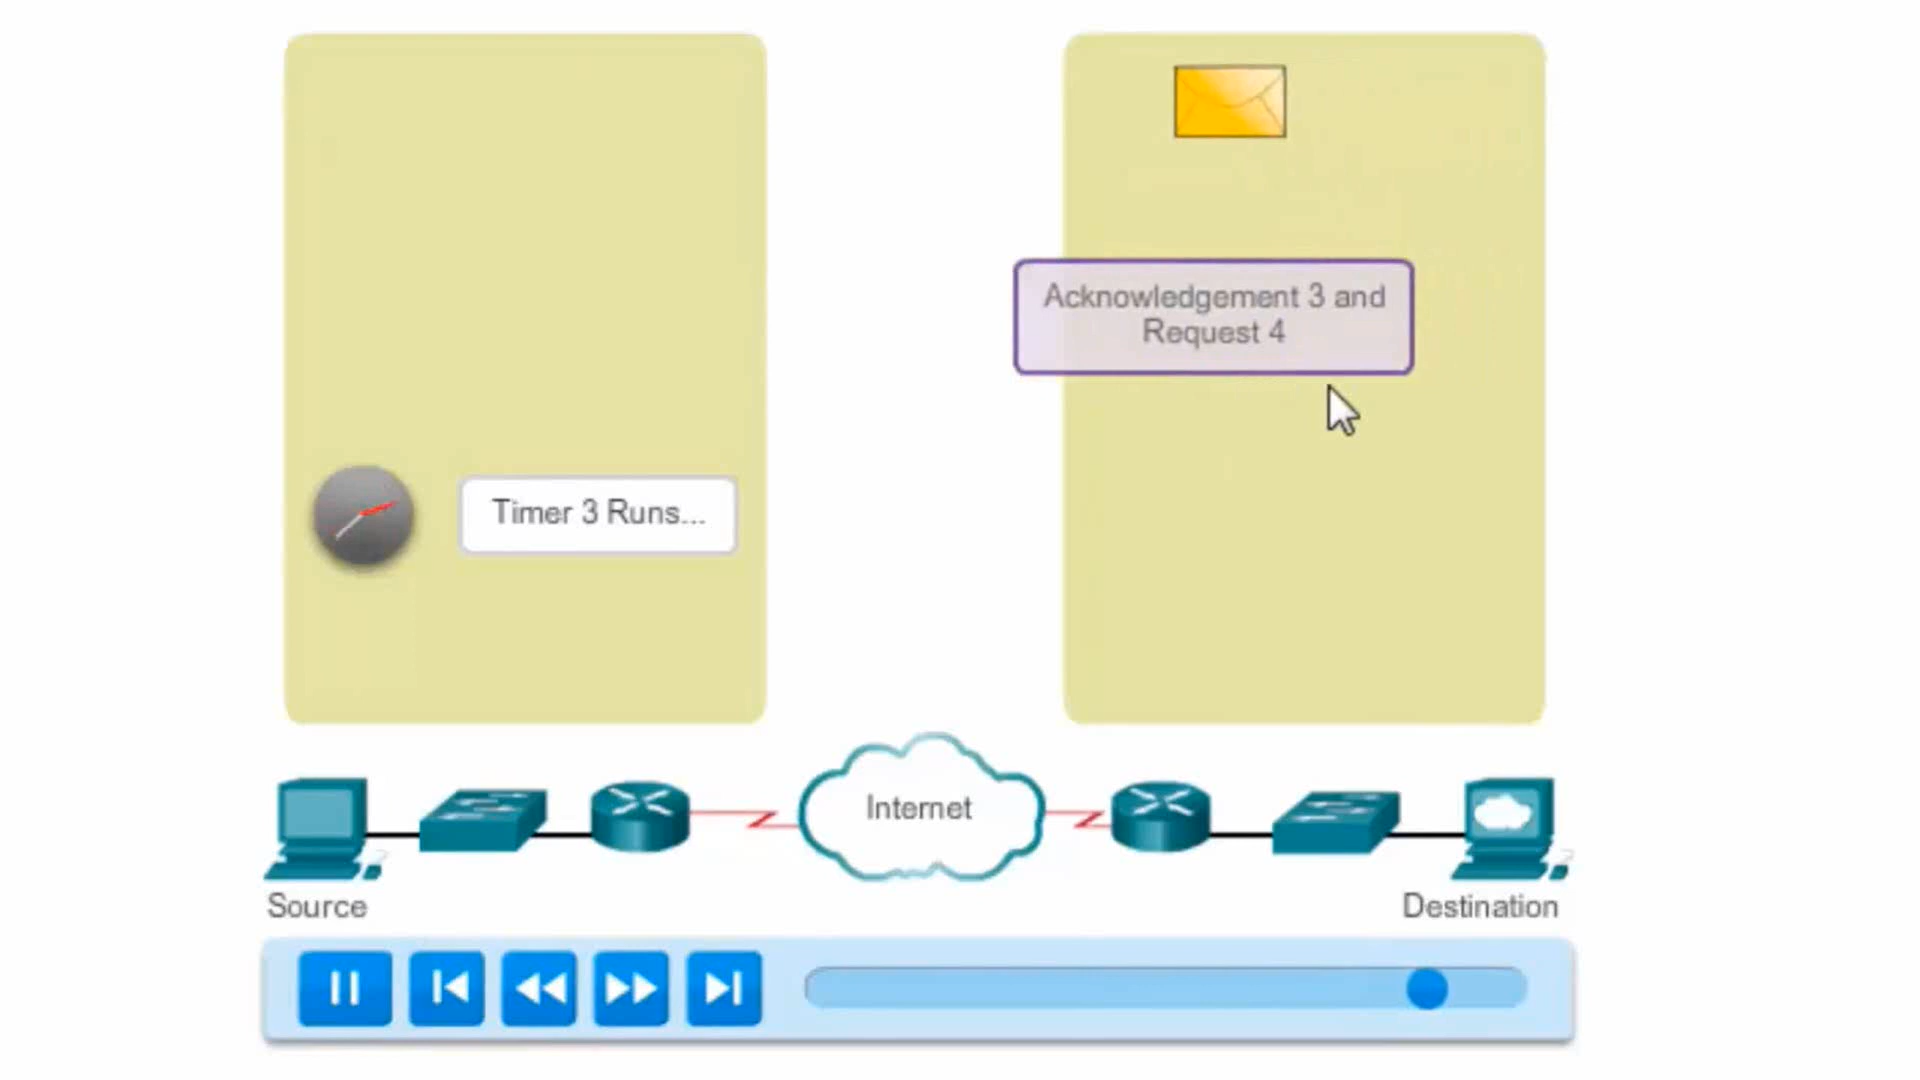 Acknowledgement 3 and
Request 4
Timer 3 Runs...
Internet
Source
Destination